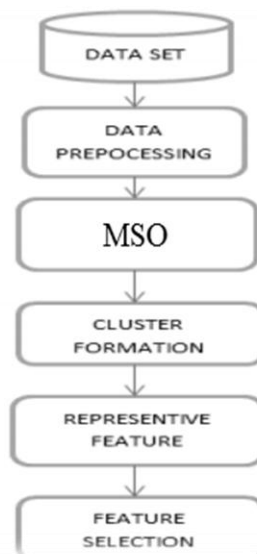 DATA SET
DATA
PREPOCESSING
MSO
CLUSTER
FORMATION
REPRESENTIVE
FEATURE
FEATURE
SELECTION